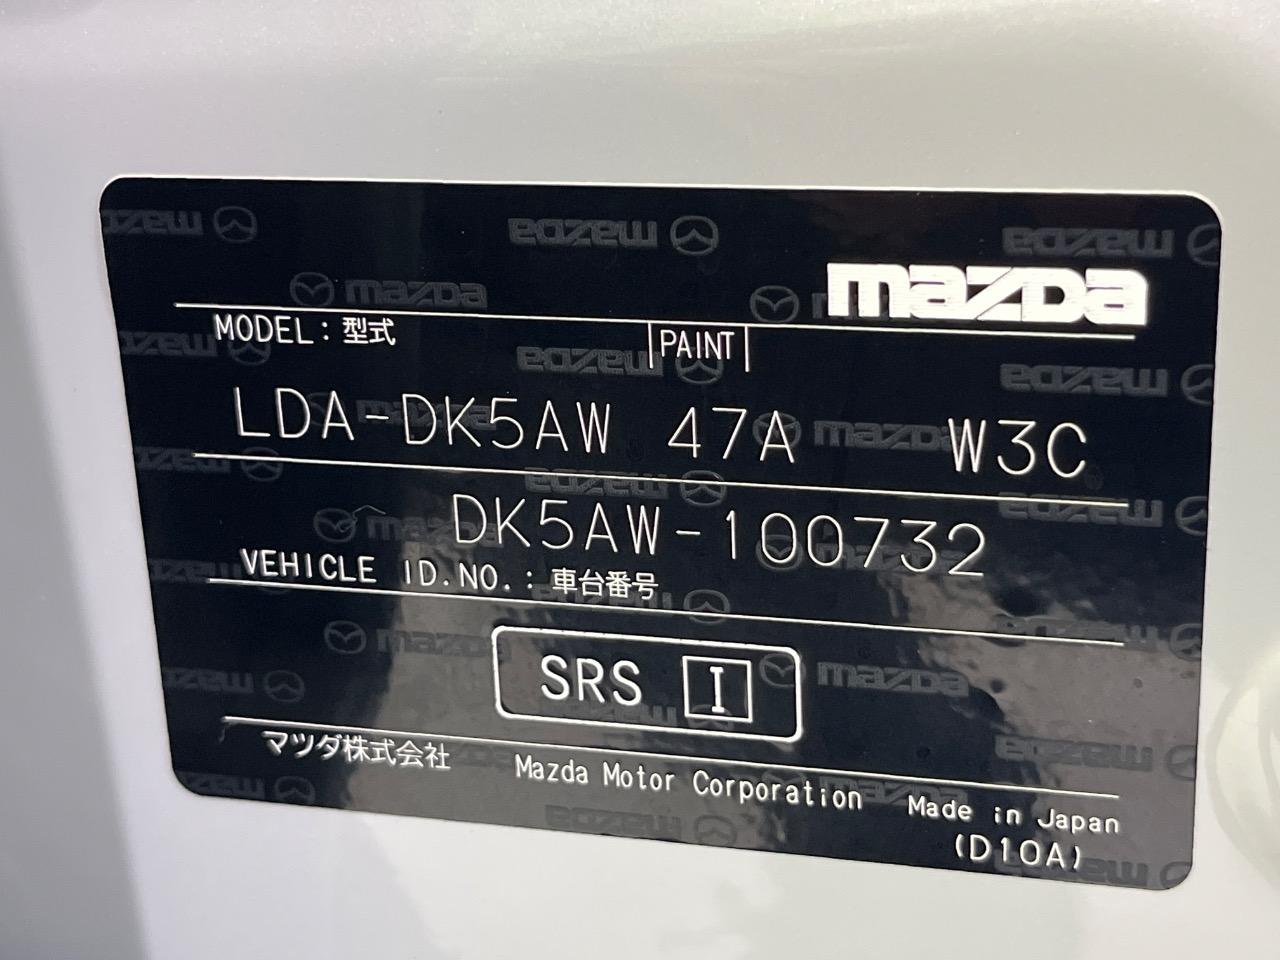 mazda
MODEL：型式 PAINT
LDA-DK5AW 47A W3C
DK5AW-100732
VEHICLE ID.NO.：車台番号
SRS I
マツダ株式会社 Mazda Motor Corporation Made in Japan
(D10A)